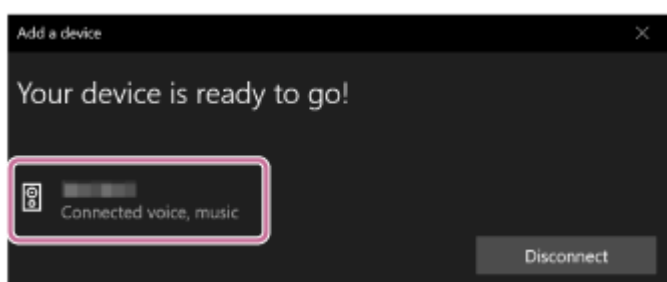 Add a device
Your device is ready to go!
Connected voice, music
Disconnect